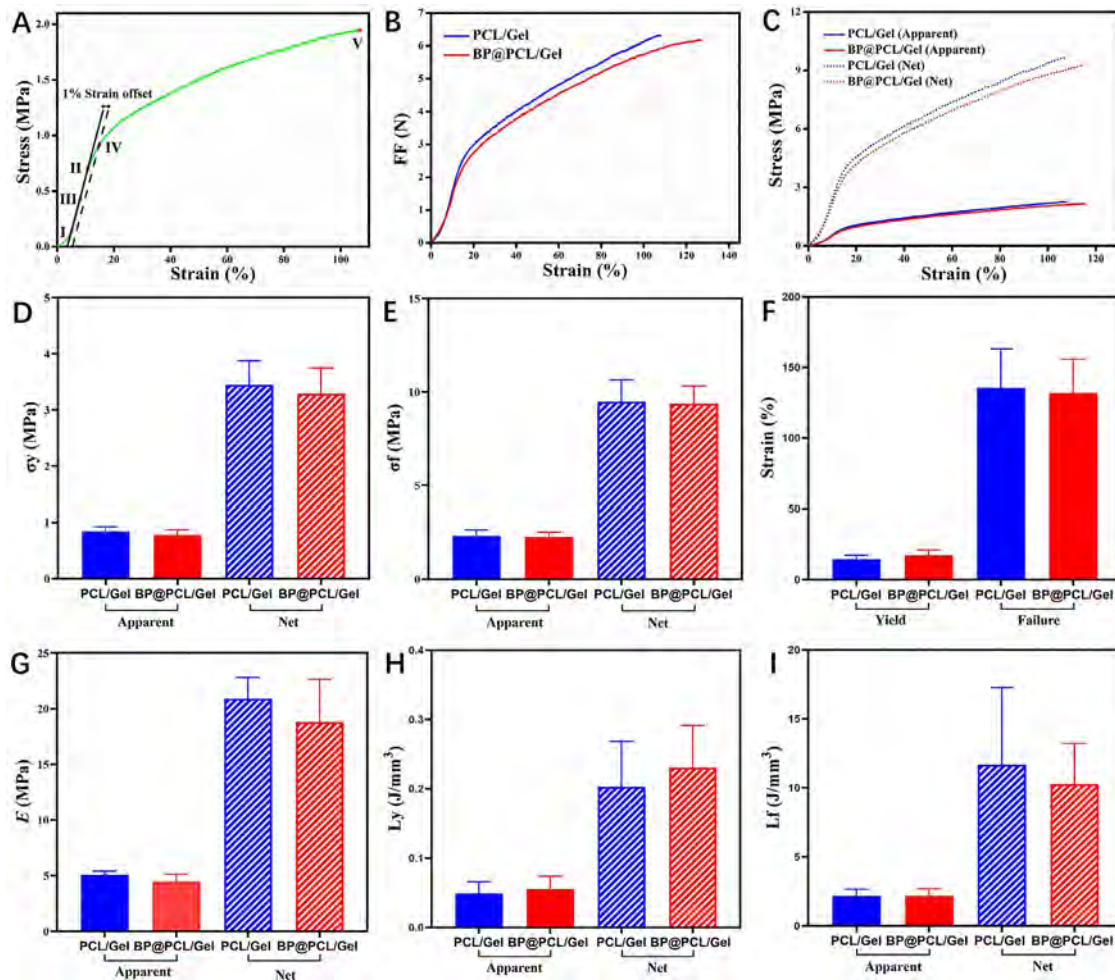 A
Stress (MPa)
2.0
1.5
1.0
0.5
0.0
1% Strain offset
I
II
III
IV
V
0
20
40
60
80
100
Strain (%)
B
FF (N)
7
6
5
4
3
2
1
0
PCL/Gel
BP@PCL/Gel
0 20 40 60 80 100 120 140
Strain (%)
C
Stress (MPa)
12
9
6
3
0
PCL/Gel (Apparent)
BP@PCL/Gel (Apparent)
PCL/Gel (Net)
BP@PCL/Gel (Net)
0 20 40 60 80 100 120
Strain (%)
D
σy (MPa)
5
4
3
2
1
0
PCL/Gel BP@PCL/Gel PCL/Gel BP@PCL/Gel
Apparent Net
E
σf (MPa)
15
10
5
0
PCL/Gel BP@PCL/Gel PCL/Gel BP@PCL/Gel
Apparent Net
F
Strain (%)
200
150
100
50
0
PCL/Gel BP@PCL/Gel PCL/Gel BP@PCL/Gel
Yield Failure
G
E (MPa)
25
20
15
10
5
0
PCL/Gel BP@PCL/Gel PCL/Gel BP@PCL/Gel
Apparent Net
H
Ly (J/mm³)
0.4
0.3
0.2
0.1
0.0
PCL/Gel BP@PCL/Gel PCL/Gel BP@PCL/Gel
Apparent Net
I
Lf (J/mm³)
20
15
10
5
0
PCL/Gel BP@PCL/Gel PCL/Gel BP@PCL/Gel
Apparent Net